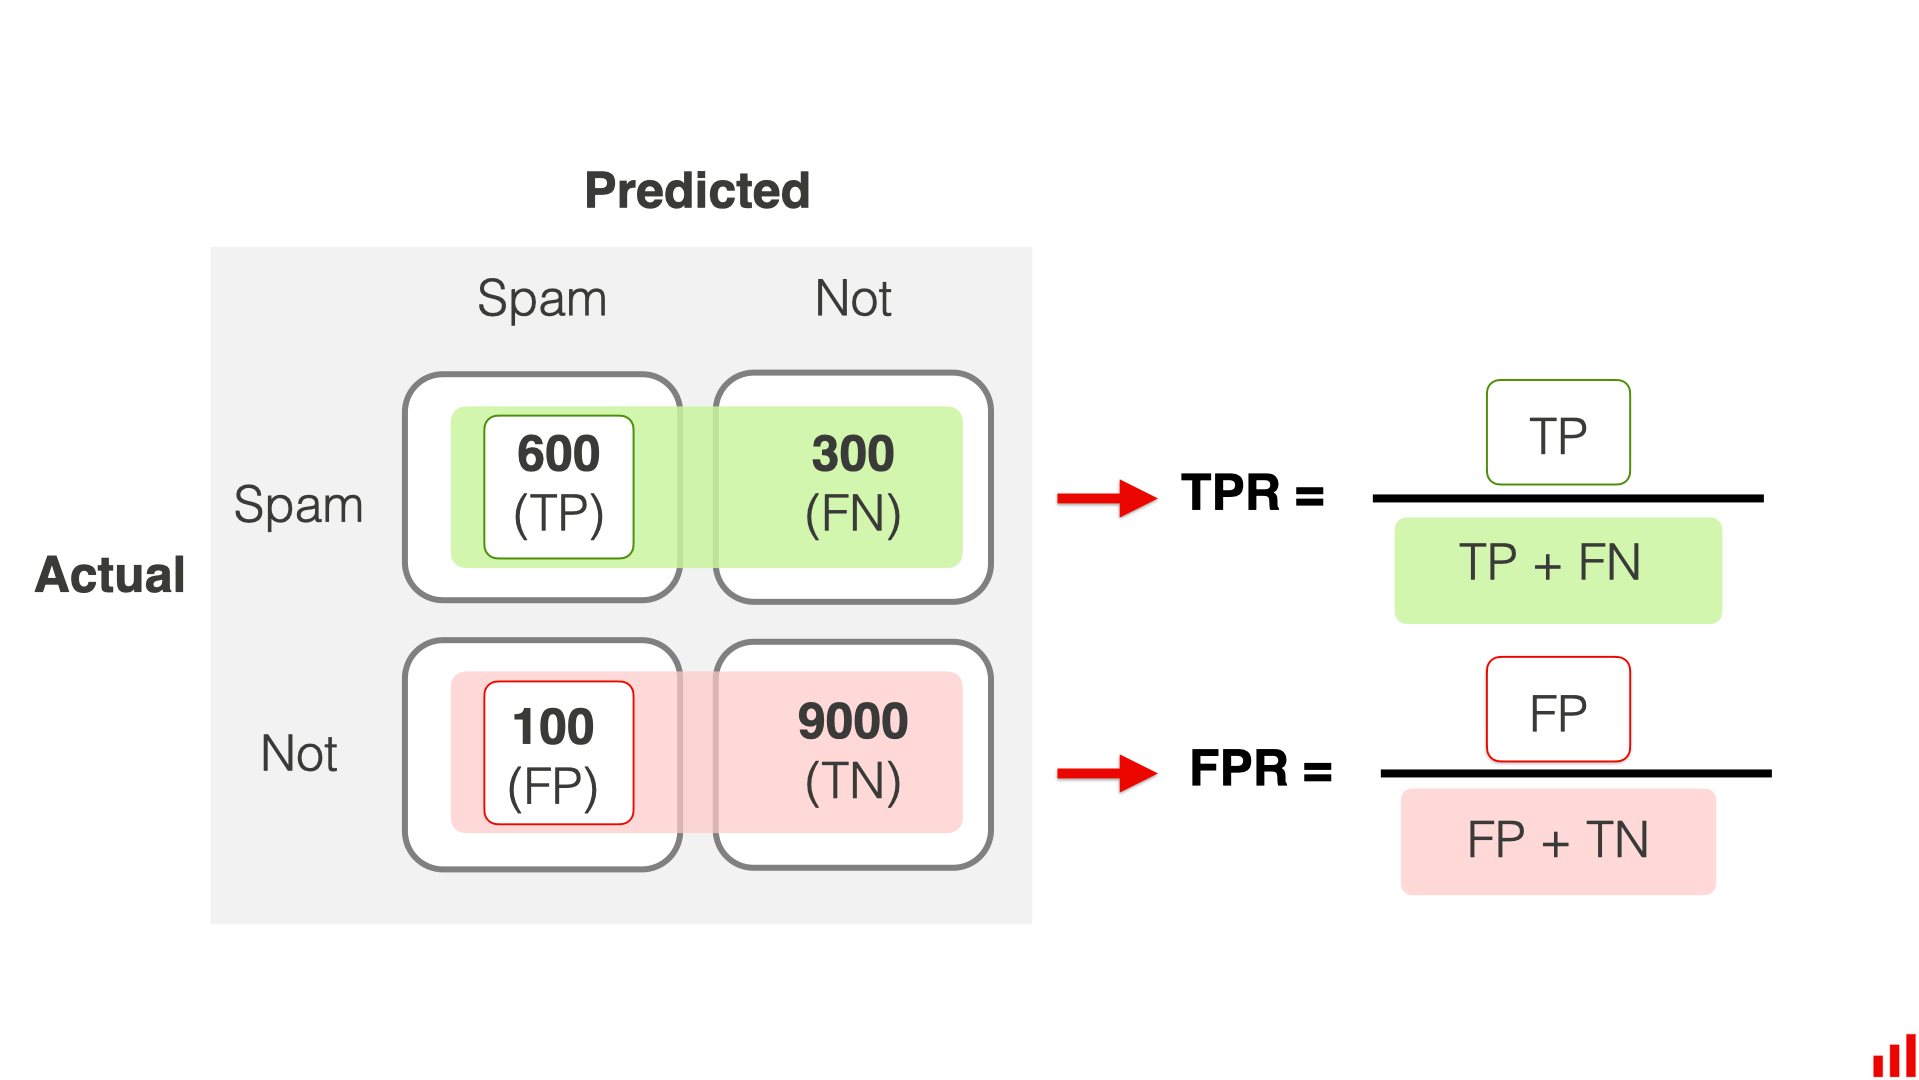 Predicted
Spam
Not
Actual
Spam
600
(TP)
300
(FN)
Not
100
(FP)
9000
(TN)
TPR =
TP
TP + FN
FPR =
FP
FP + TN